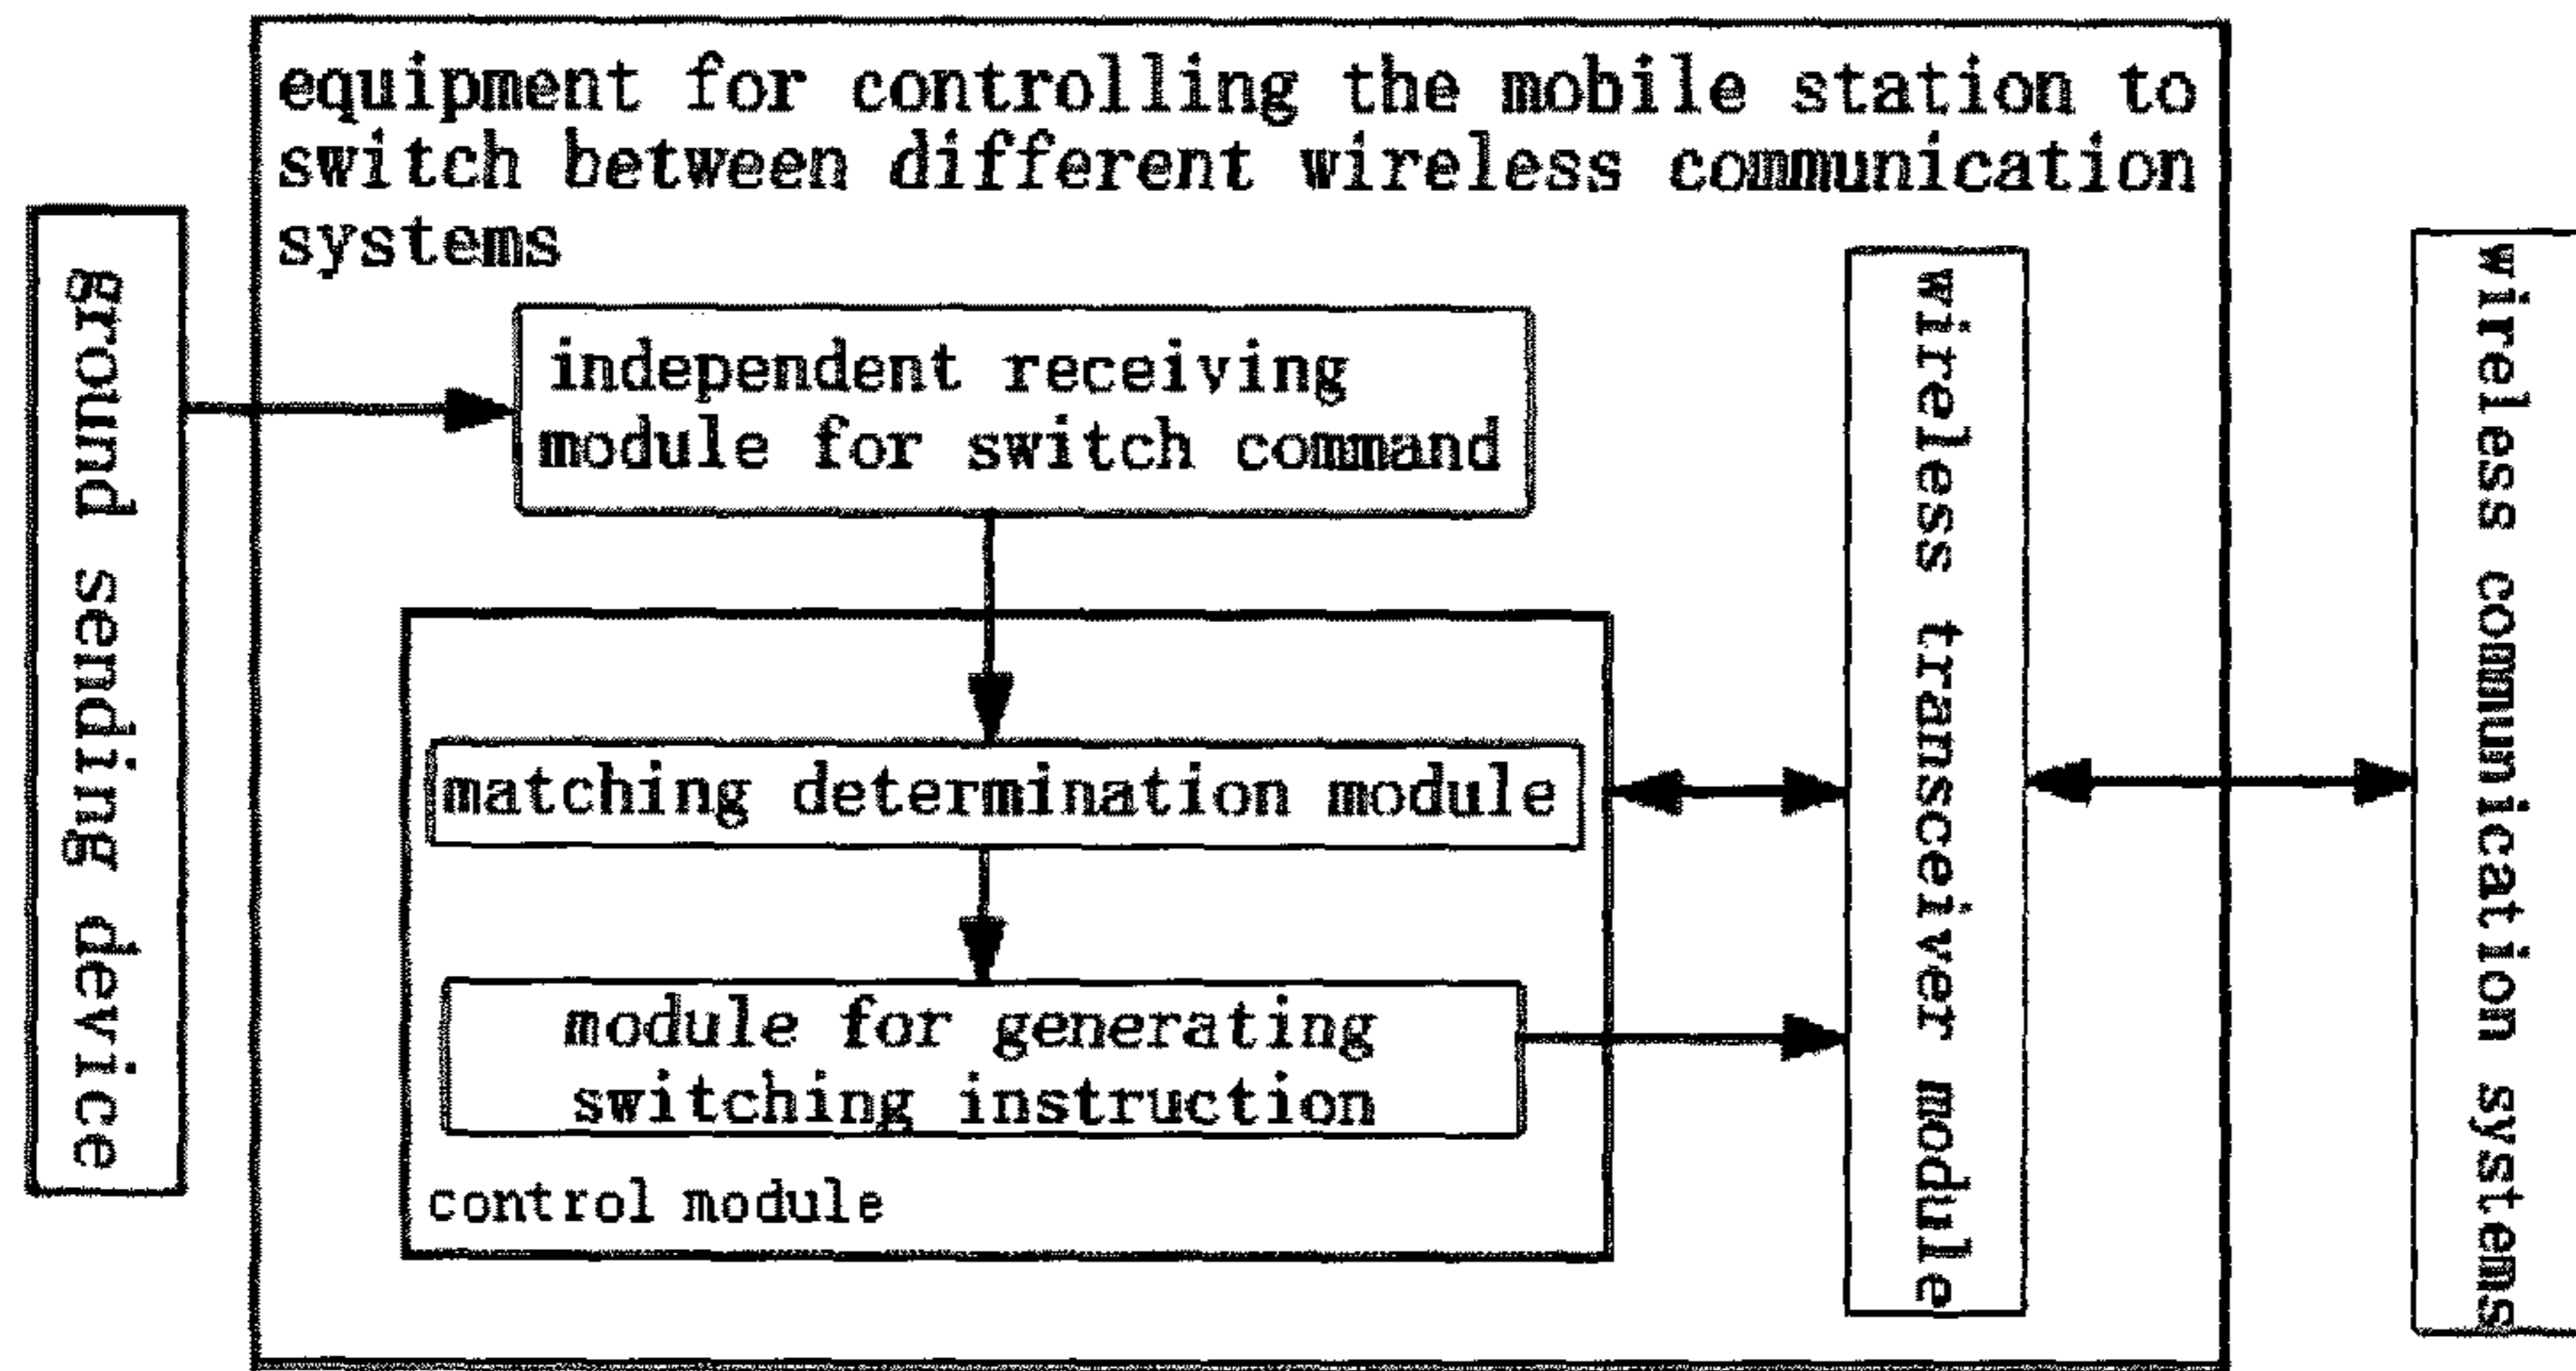 equipment for controlling the mobile station to
switch between different wireless communication
systems
ground sending device
independent receiving
module for switch command
matching determination module
module for generating
switching instruction
control module
wireless transceiver module
wireless communication systems